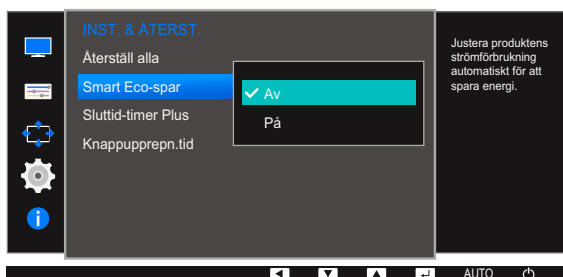 INST. & ÅTERST.
Återställ alla
Smart Eco-spar
Sluttid-timer Plus
Knappupprepn.tid
Av
På
Justera produktens
strömförbrukning
automatiskt för att
spara energi.
AUTO